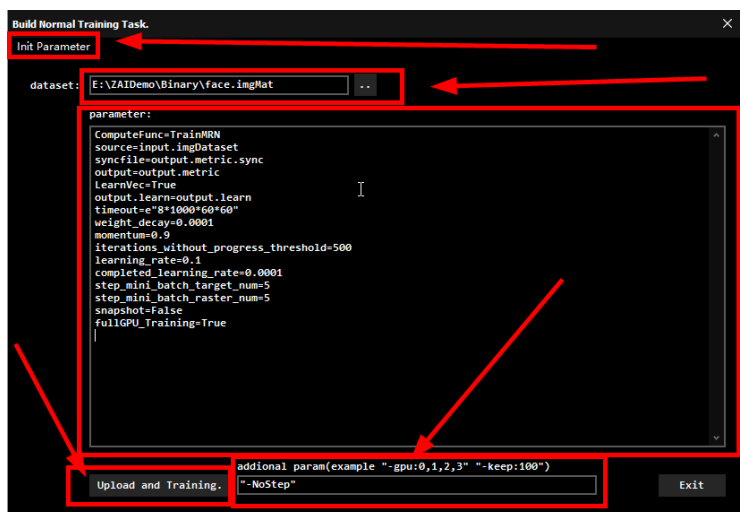 Build Normal Training Task.
Init Parameter
dataset: E:\ZAIDemo\Binary\face.imgMat ..
parameter:
ComputeFunc=TrainMRN
source=input.imgDataset
syncfile=output.metric.sync
output=output.metric
LearnVec=True
output.learn=output.learn
timeout=e"8*1000*60*60"
weight_decay=0.0001
momentum=0.9
iterations_without_progress_threshold=500
learning_rate=0.1
completed_learning_rate=0.0001
step_mini_batch_target_num=5
step_mini_batch_raster_num=5
snapshot=False
fullGPU_Training=True
addional param(example "-gpu:0,1,2,3" "-keep:100")
Upload and Training. "-NoStep" Exit